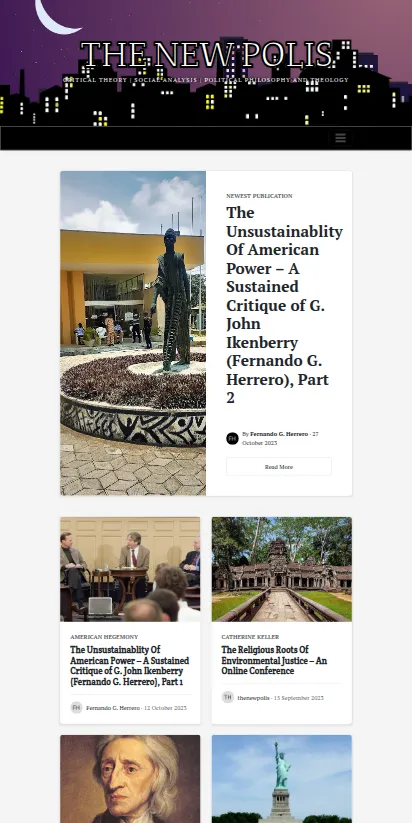 THE NEW POLIS
CRITICAL THEORY | SOCIAL ANALYSIS | POLITICAL PHILOSOPHY AND THEOLOGY
NEWEST PUBLICATION
The
Unsustainablity
Of American
Power – A
Sustained
Critique of G.
John
Ikenberry
(Fernando G.
Herrero), Part
2
FH
By Fernando G. Herrero · 27
October 2023
Read More
AMERICAN HEGEMONY
The Unsustainablity Of
American Power – A Sustained
Critique of G. John Ikenberry
(Fernando G. Herrero), Part 1
FH
Fernando G. Herrero · 12 October 2023
CATHERINE KELLER
The Religious Roots Of
Environmental Justice – An
Online Conference
TH
thenewpolis · 13 September 2023